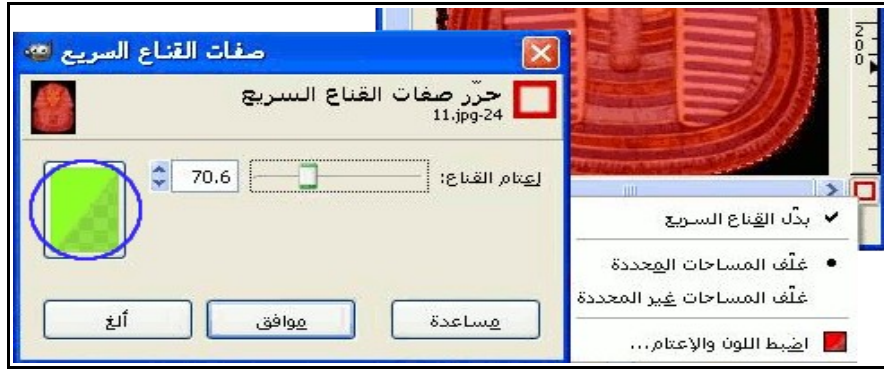 صفات القناع السريع
حرّر صفات القناع السريع
11.jpg-24
إعتام القناع:
70.6
مساعدة
موافق
ألغ
200
بدّل القناع السريع
غلّف المساحات المحددة
غلّف المساحات غير المحددة
اضبط اللون والإعتام...